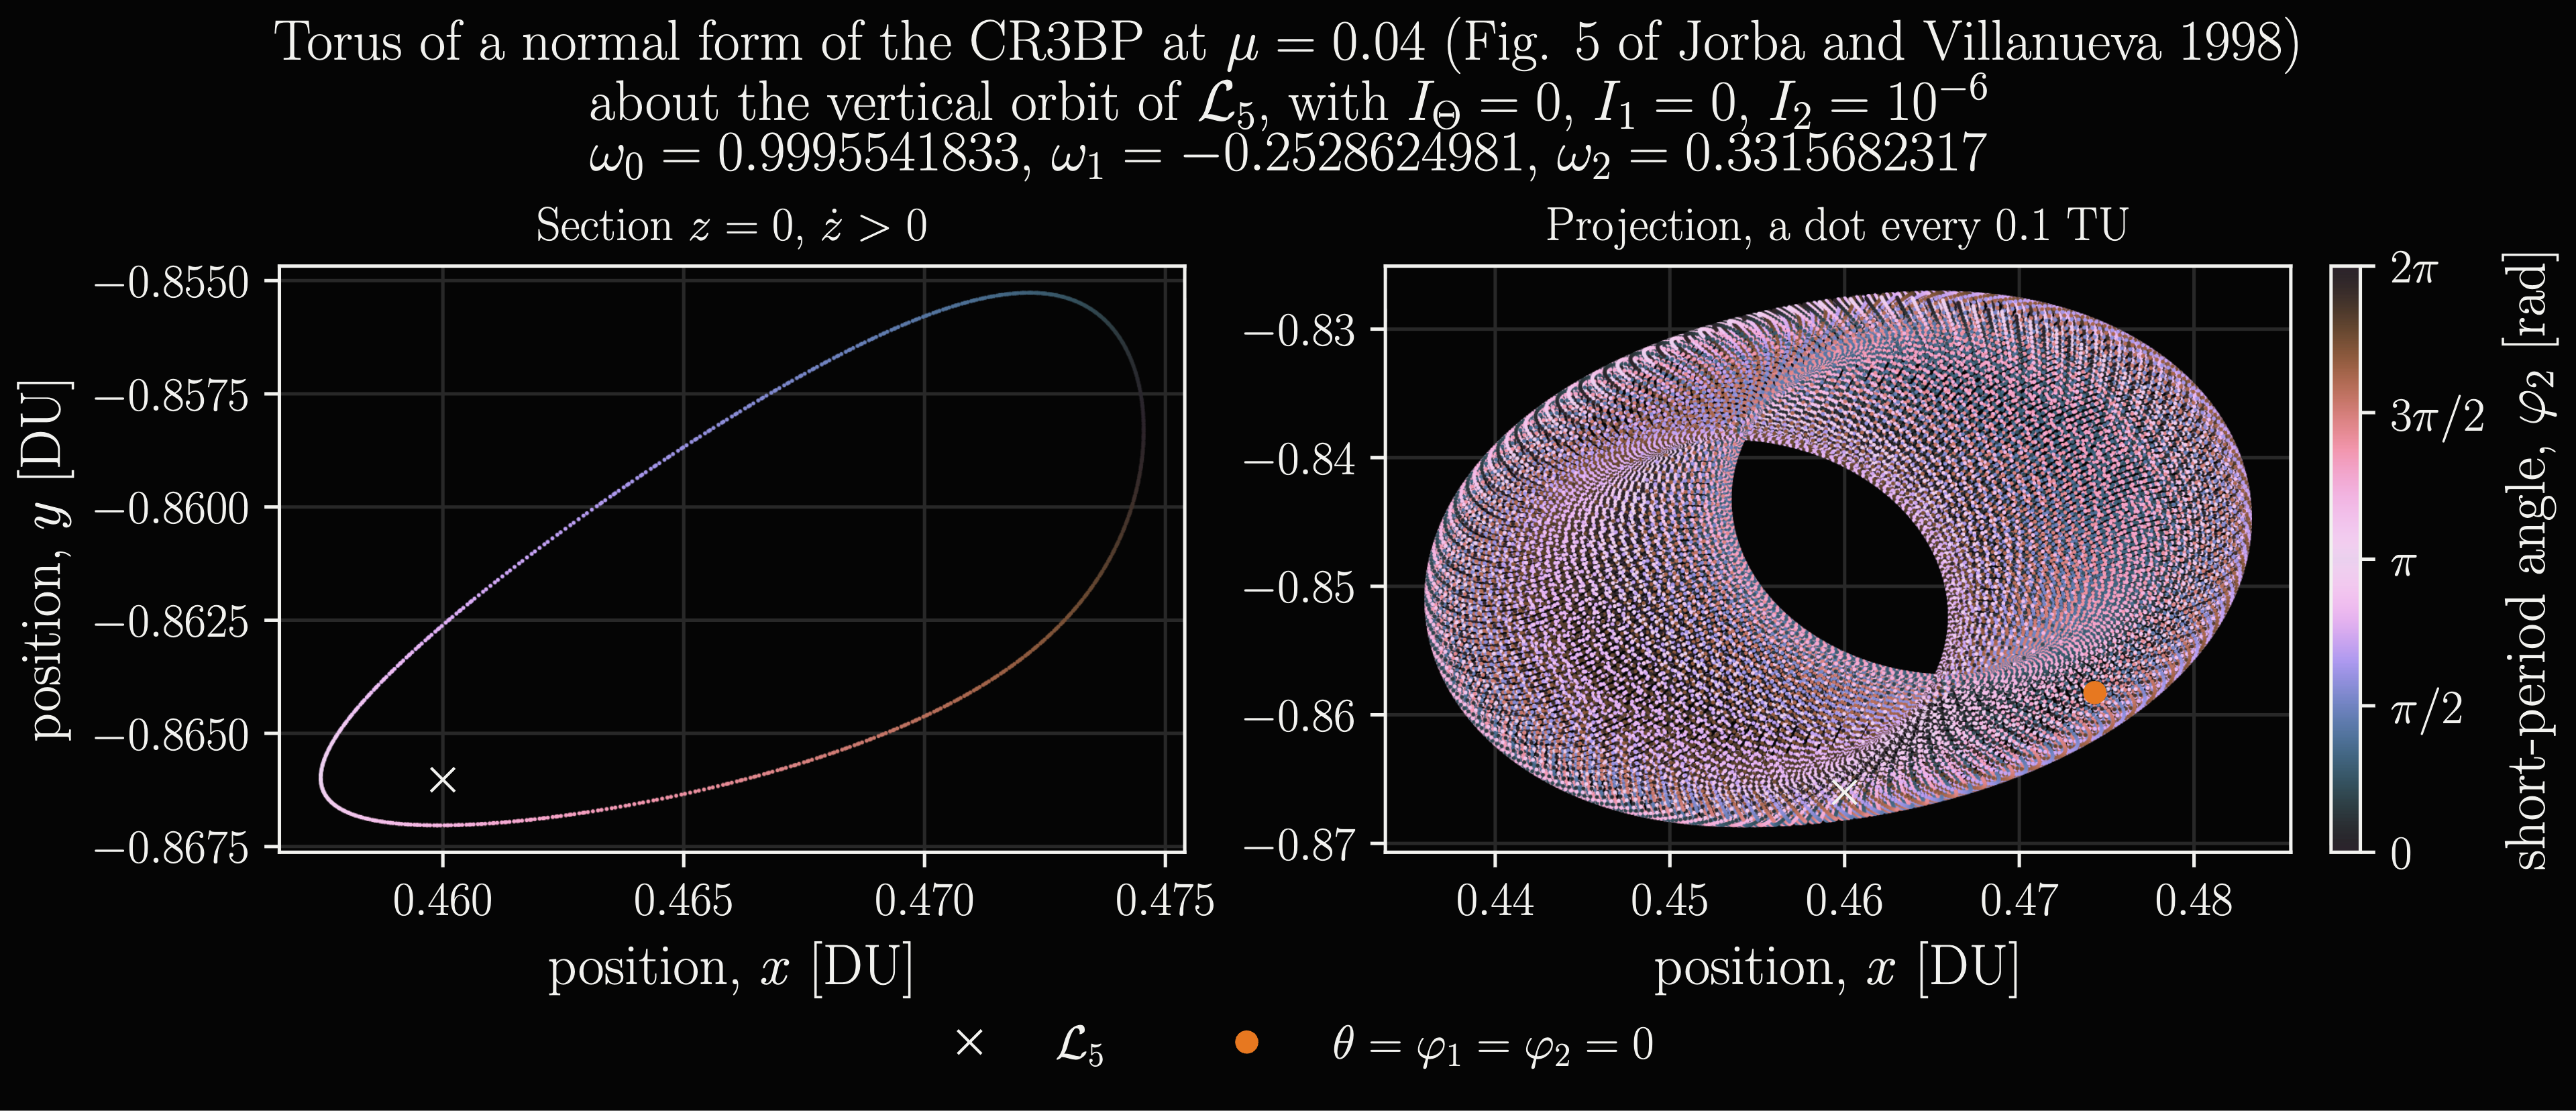 Torus of a normal form of the CR3BP at μ = 0.04 (Fig. 5 of Jorba and Villanueva 1998)
about the vertical orbit of 𝓛₅, with I_Θ = 0, I₁ = 0, I₂ = 10⁻⁶
ω₀ = 0.9995541833, ω₁ = −0.2528624981, ω₂ = 0.3315682317
Section z = 0, ż > 0
−0.8550
−0.8575
−0.8600
−0.8625
−0.8650
−0.8675
position, y [DU]
0.460 0.465 0.470 0.475
position, x [DU]
Projection, a dot every 0.1 TU
−0.83
−0.84
−0.85
−0.86
−0.87
0.44 0.45 0.46 0.47 0.48
position, x [DU]
2π
3π/2
π
π/2
0
short-period angle, φ₂ [rad]
𝓛₅
θ = φ₁ = φ₂ = 0